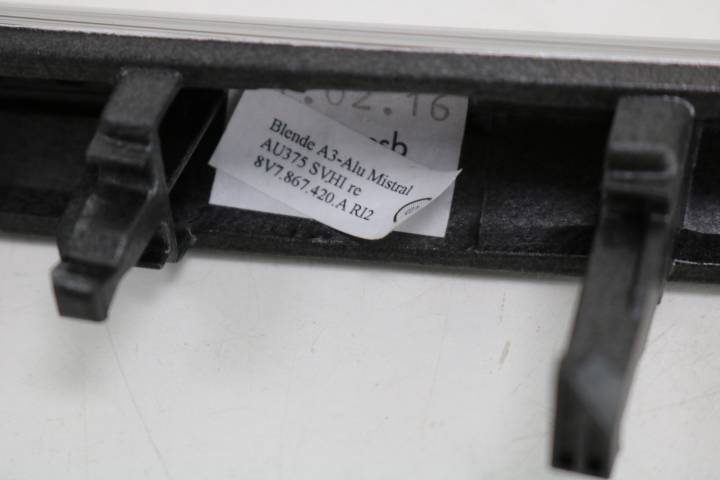 .02.16
Blende A3-Alu Mistral
AU375 SVHI re
8V7.867.420.A RI2